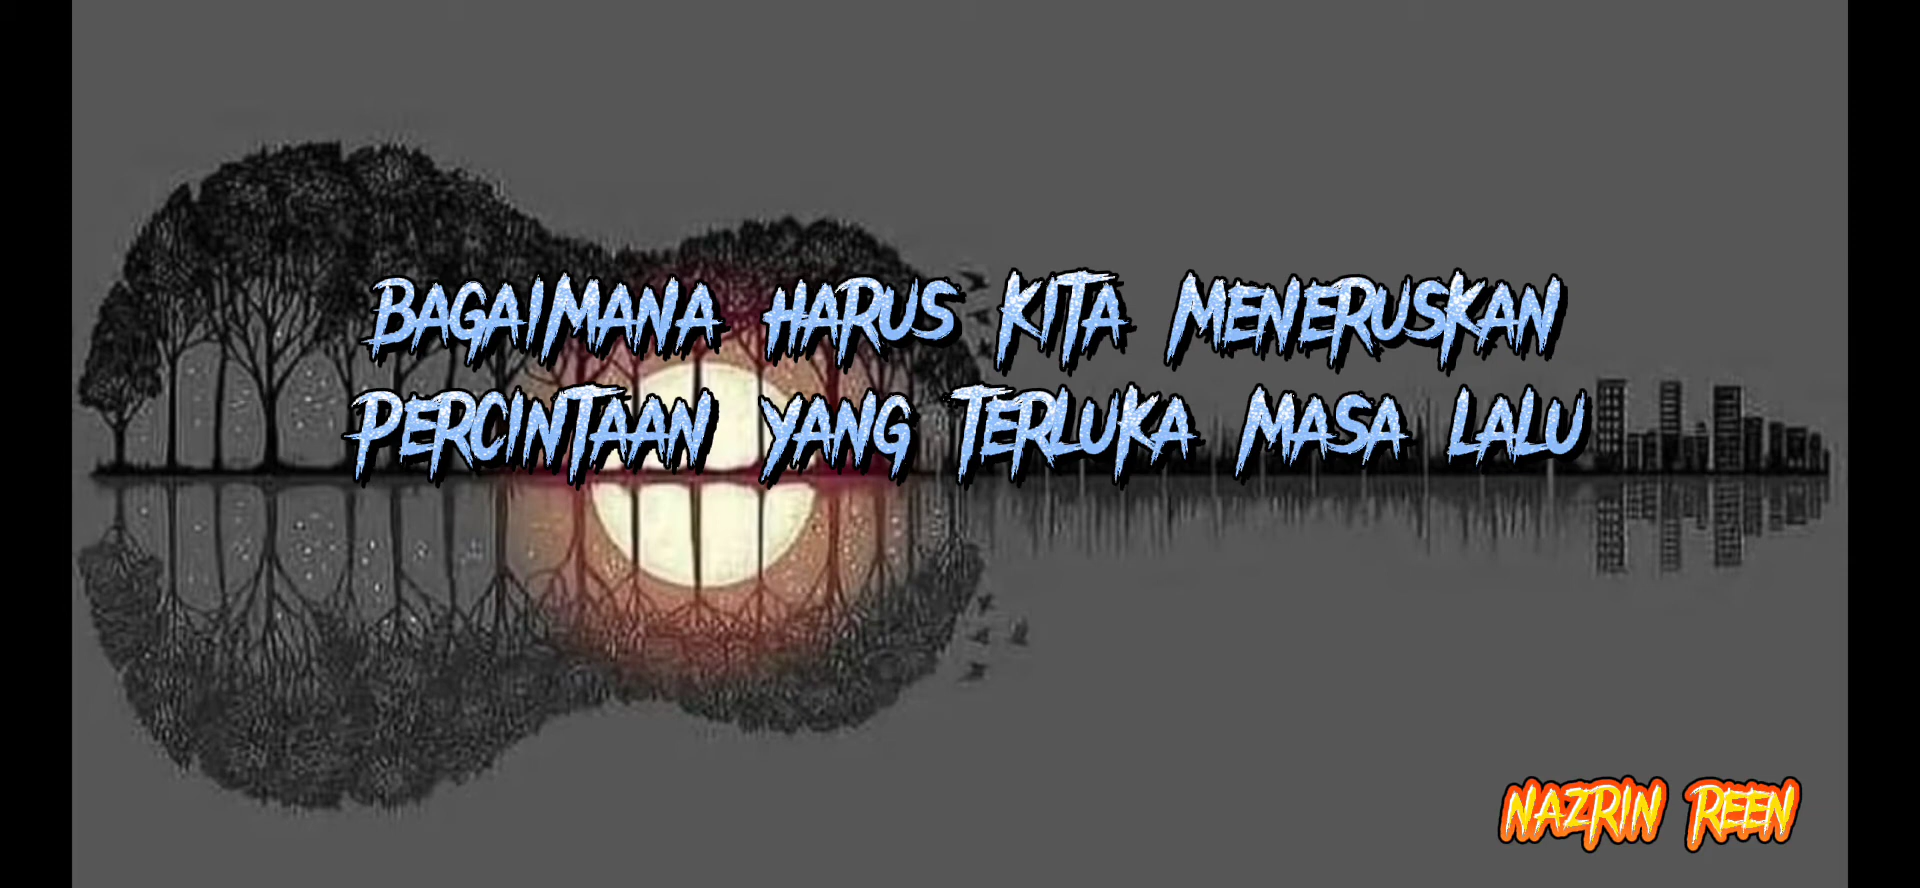 BAGAIMANA HARUS KITA MENERUSKAN
PERCINTAAN YANG TERLUKA MASA LALU
NAZRIN REEN